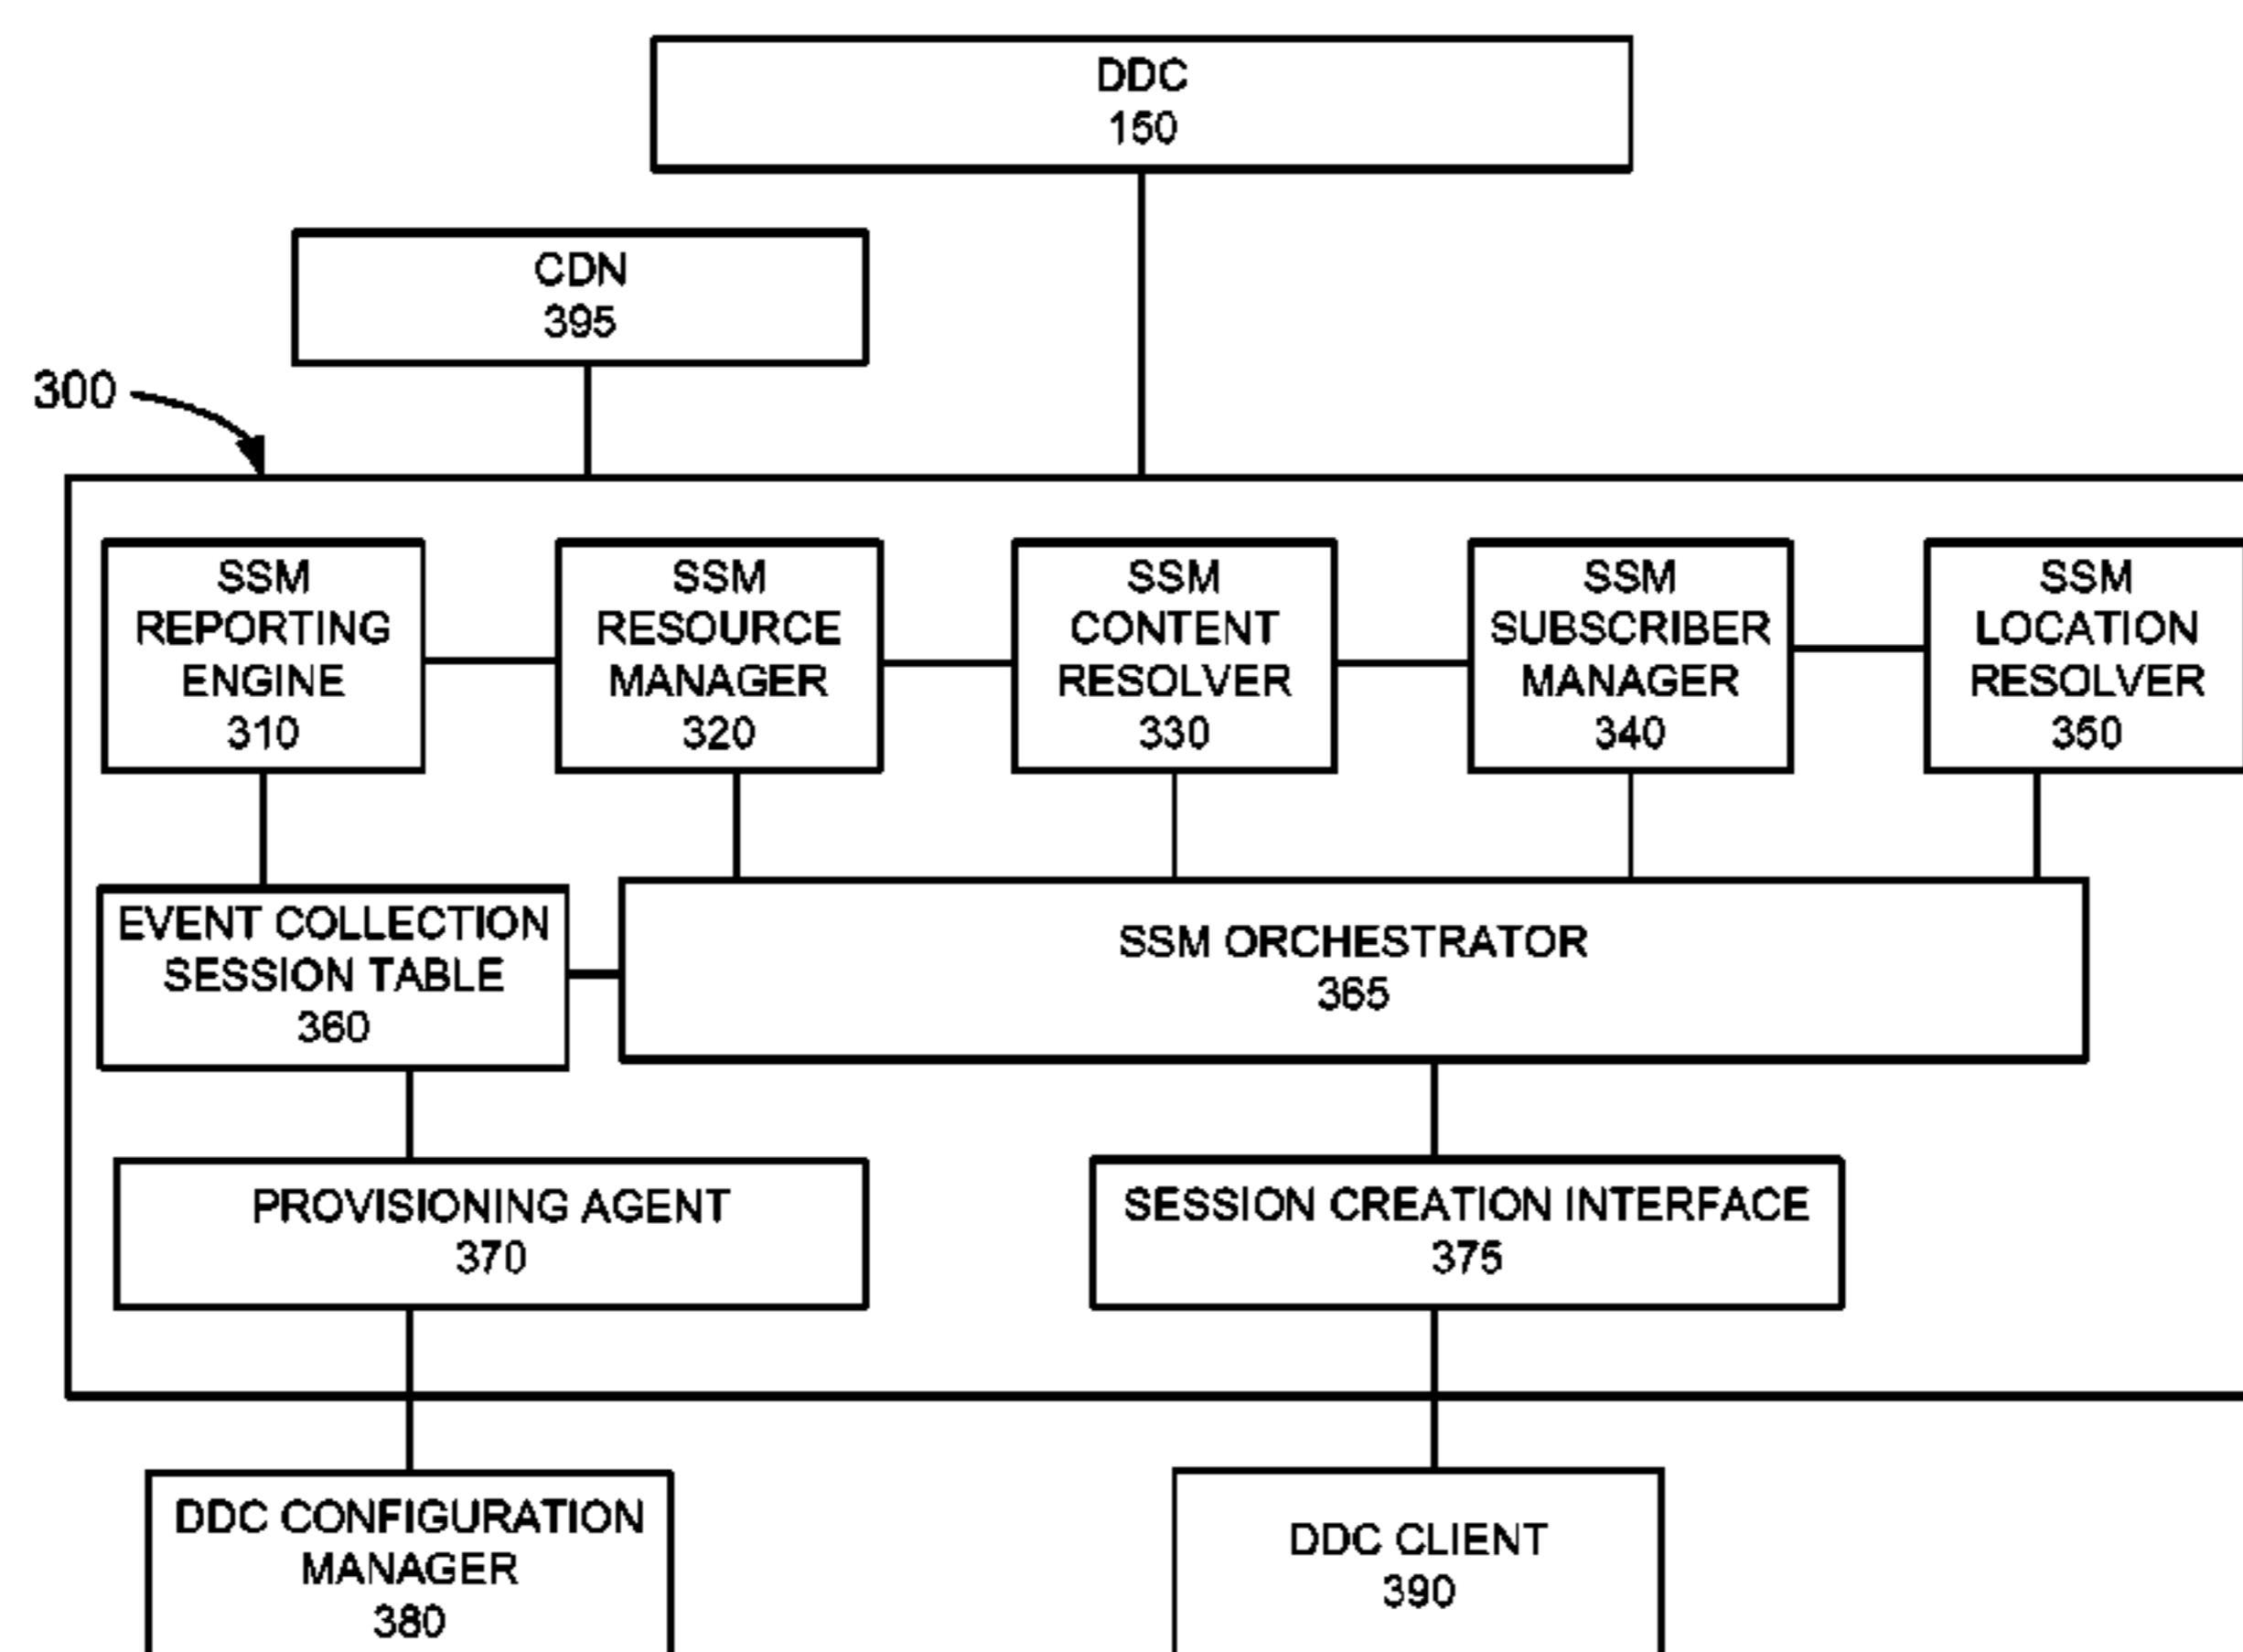 DDC
150
CDN
395
300
SSM
REPORTING
ENGINE
310
SSM
RESOURCE
MANAGER
320
SSM
CONTENT
RESOLVER
330
SSM
SUBSCRIBER
MANAGER
340
SSM
LOCATION
RESOLVER
350
EVENT COLLECTION
SESSION TABLE
360
SSM ORCHESTRATOR
365
PROVISIONING AGENT
370
SESSION CREATION INTERFACE
375
DDC CONFIGURATION
MANAGER
380
DDC CLIENT
390